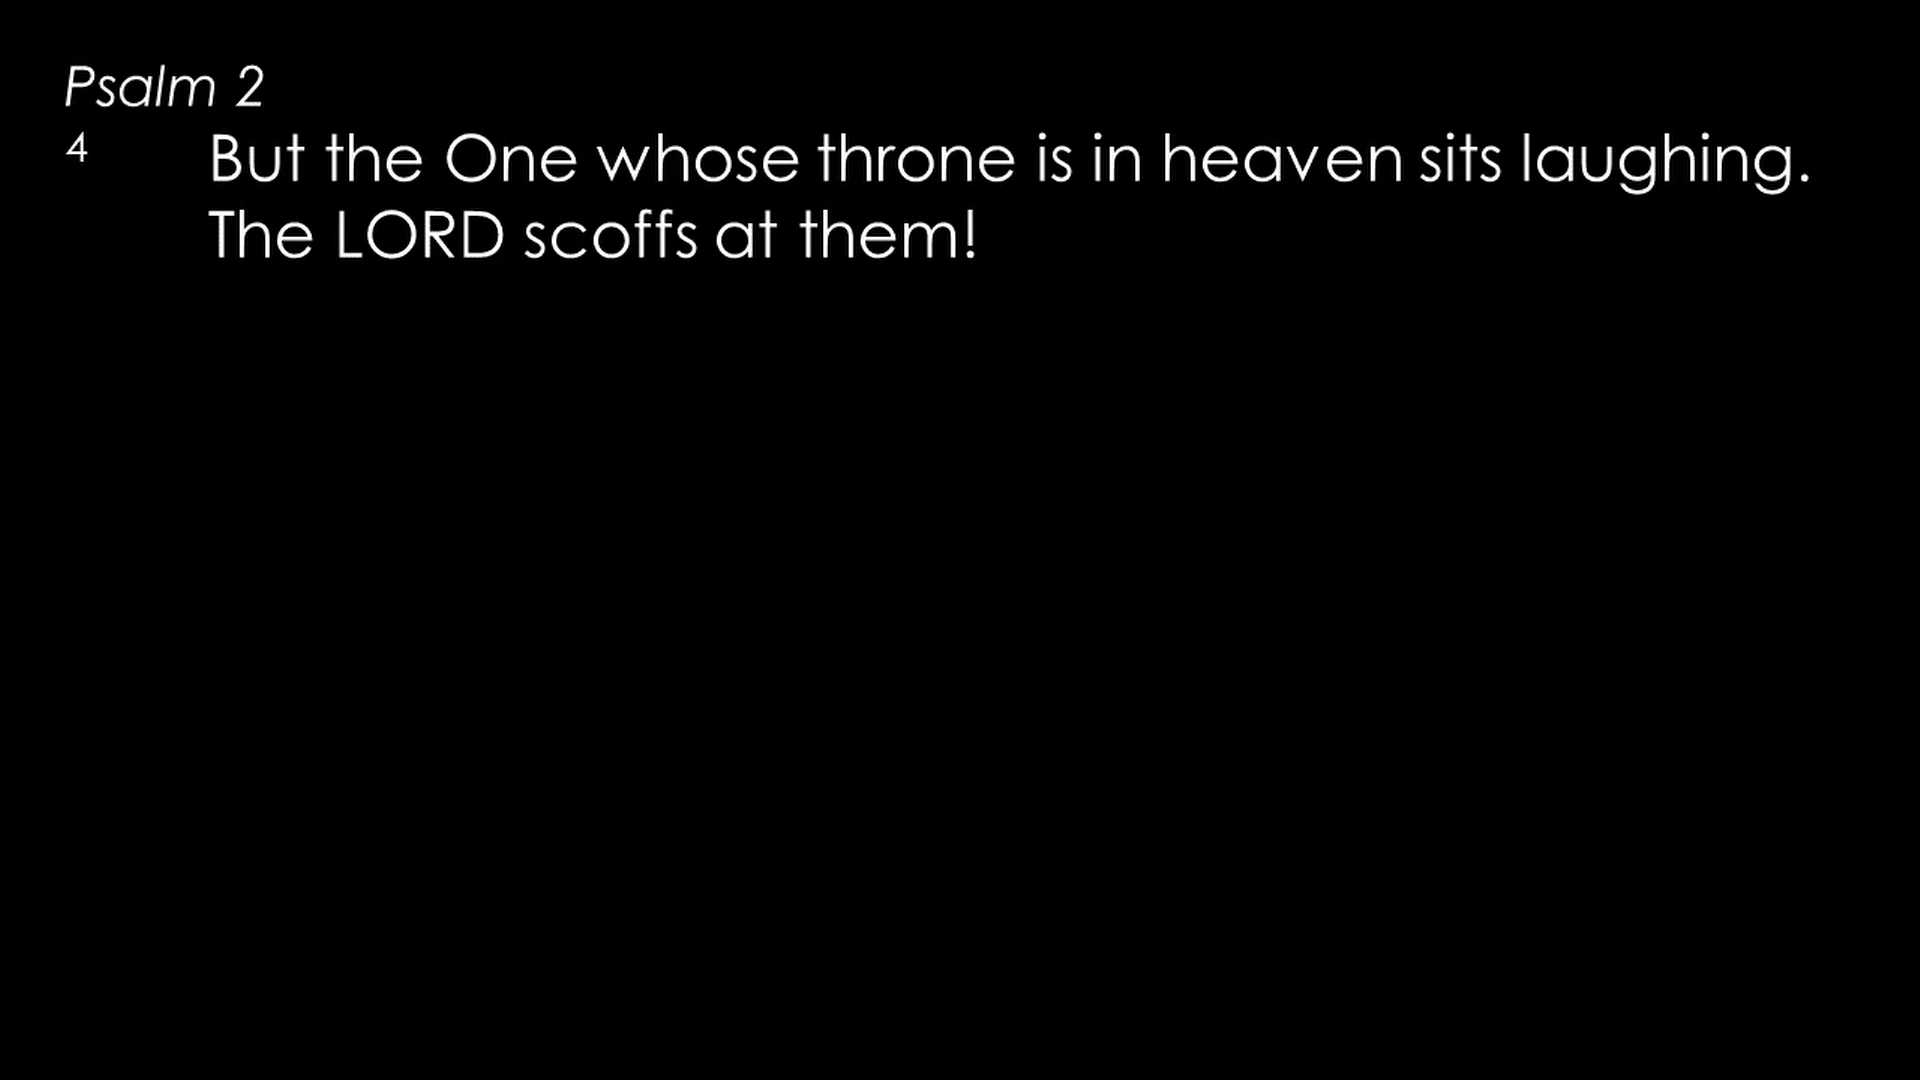 Psalm 2
4 But the One whose throne is in heaven sits laughing.
The LORD scoffs at them!